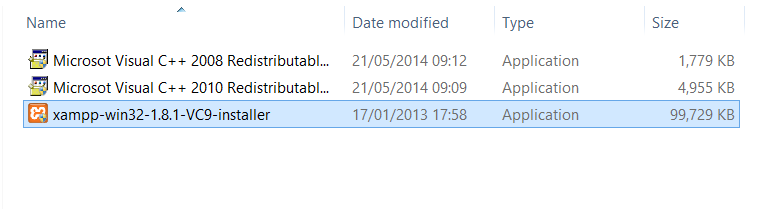 Name Date modified Type Size
Microsot Visual C++ 2008 Redistributabl... 21/05/2014 09:12 Application 1,779 KB
Microsot Visual C++ 2010 Redistributabl... 21/05/2014 09:09 Application 4,955 KB
xampp-win32-1.8.1-VC9-installer 17/01/2013 17:58 Application 99,729 KB